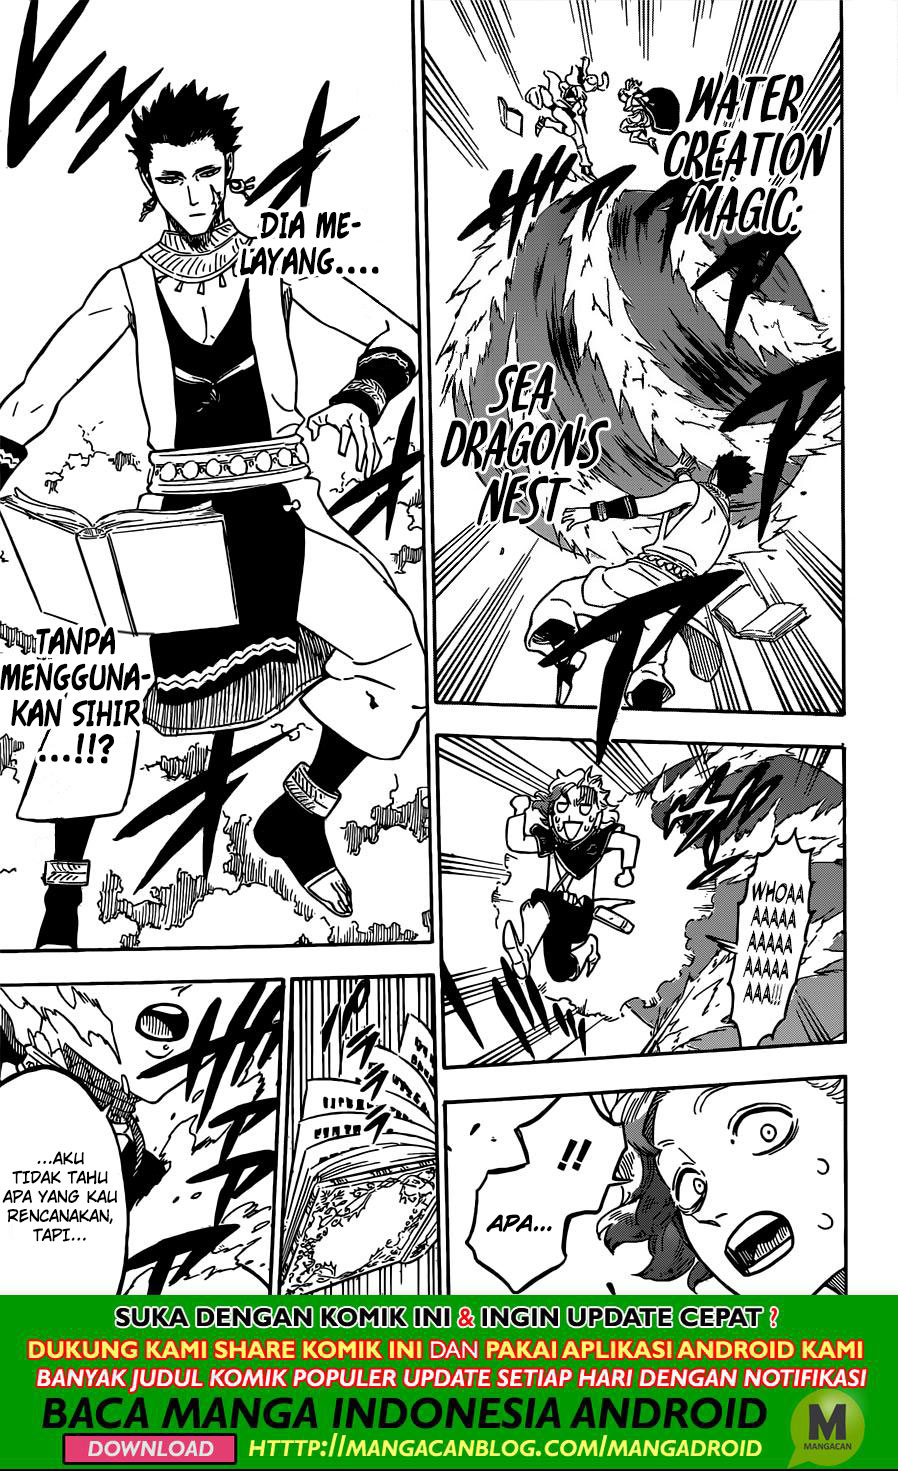 WATER
CREATION
MAGIC:
SEA
DRAGON'S
NEST
WHOAA
AAAAA
AAAAA
AAAAA
AAA!!!
!!
APA...
DIA ME-
LAYANG....
TANPA
MENGGUNA-
KAN SIHIR
...!!?
...AKU
TIDAK TAHU
APA YANG KAU
RENCANAKAN,
TAPI...
SUKA DENGAN KOMIK INI & INGIN UPDATE CEPAT ?
DUKUNG KAMI SHARE KOMIK INI DAN PAKAI APLIKASI ANDROID KAMI
BANYAK JUDUL KOMIK POPULER UPDATE SETIAP HARI DENGAN NOTIFIKASI
BACA MANGA INDONESIA ANDROID
DOWNLOAD HTTTP://MANGACANBLOG.COM/MANGADROID
M
MANGACAN